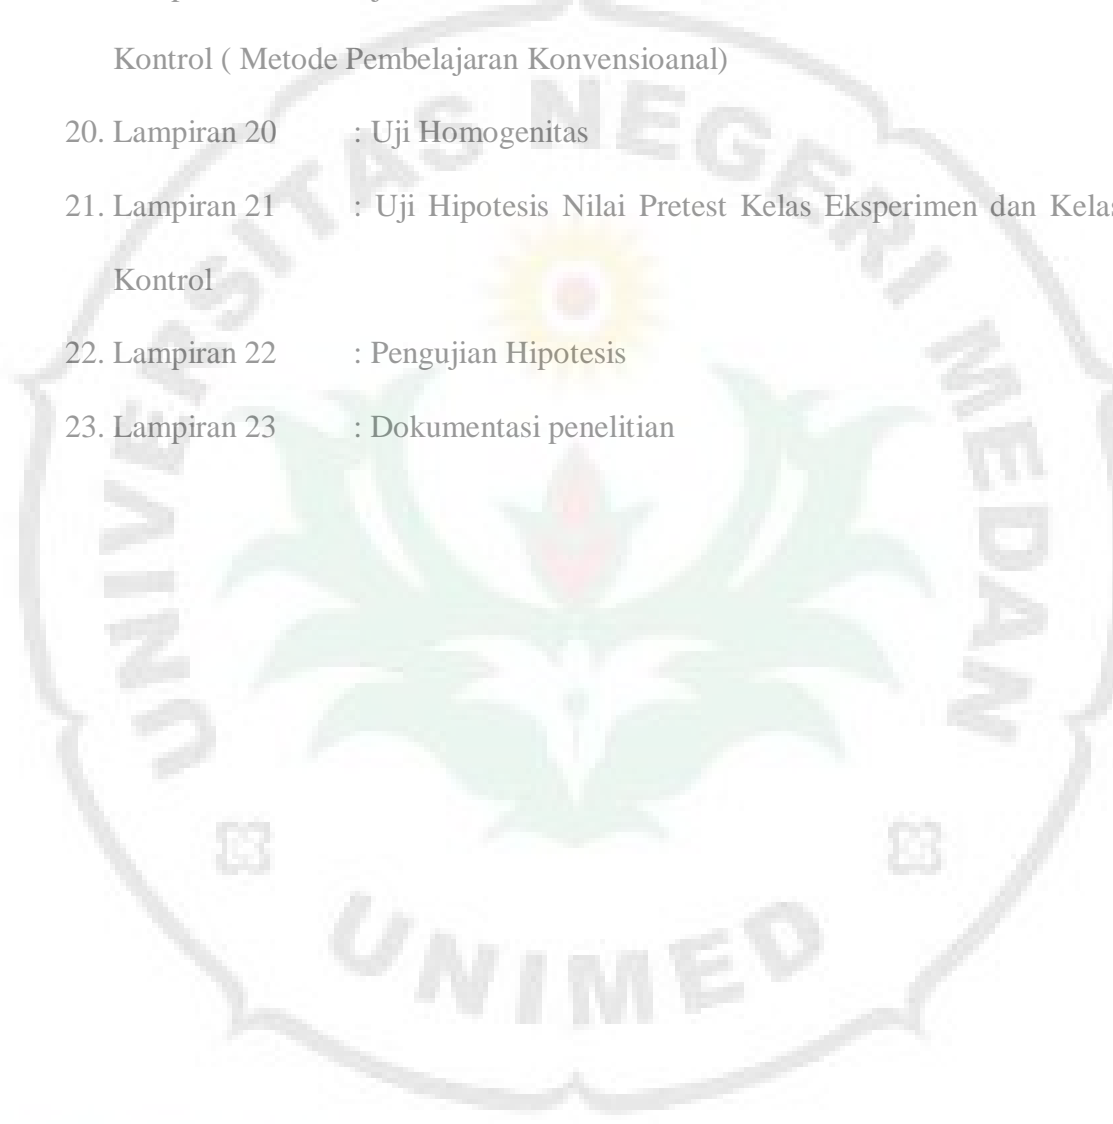 Kontrol ( Metode Pembelajaran Konvensioanal)
20. Lampiran 20 : Uji Homogenitas
21. Lampiran 21 : Uji Hipotesis Nilai Pretest Kelas Eksperimen dan Kelas
Kontrol
22. Lampiran 22 : Pengujian Hipotesis
23. Lampiran 23 : Dokumentasi penelitian
UNIVERSITAS NEGERI MEDAN
UNIMED